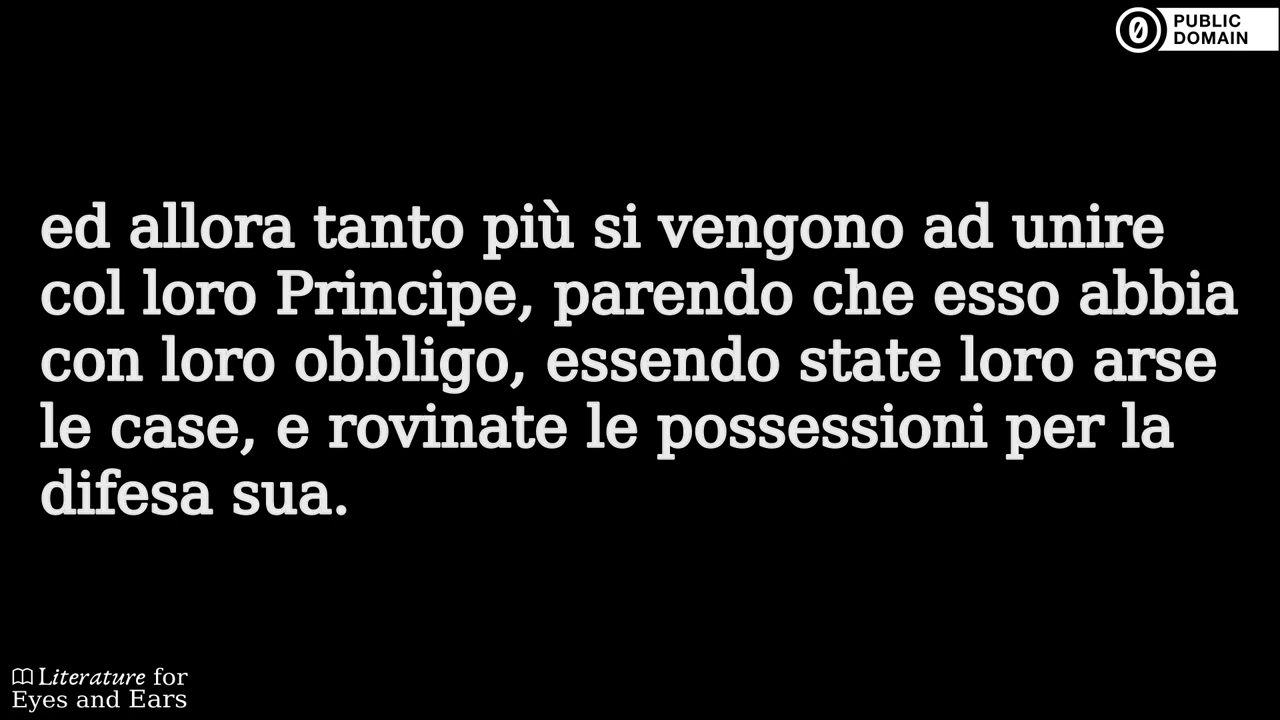 PUBLIC
DOMAIN
ed allora tanto più si vengono ad unire
col loro Principe, parendo che esso abbia
con loro obbligo, essendo state loro arse
le case, e rovinate le possessioni per la
difesa sua.
Literature for
Eyes and Ears